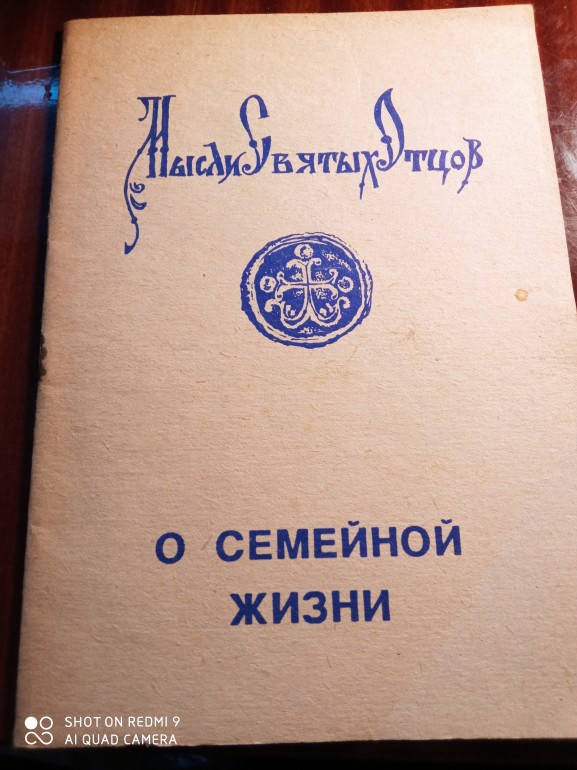 Мысли Святых Отцов
О СЕМЕЙНОЙ
ЖИЗНИ
SHOT ON REDMI 9
AI QUAD CAMERA